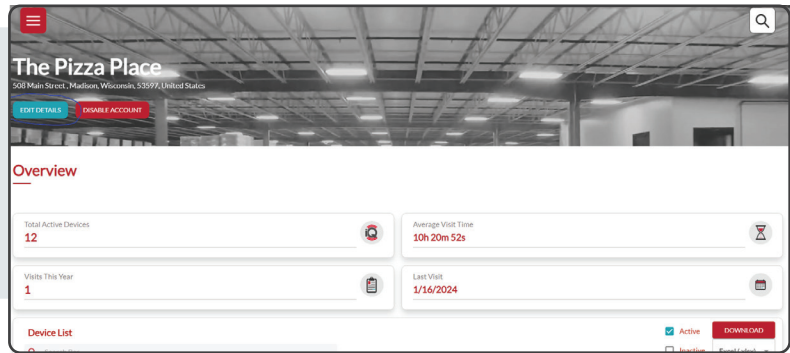 The Pizza Place
508 Main Street , Madison, Wisconsin, 53597, United States
EDIT DETAILS DISABLE ACCOUNT
Overview
Total Active Devices
12
iQ
Average Visit Time
10h 20m 52s
Visits This Year
1
Last Visit
1/16/2024
Device List
Active
DOWNLOAD
Inactive